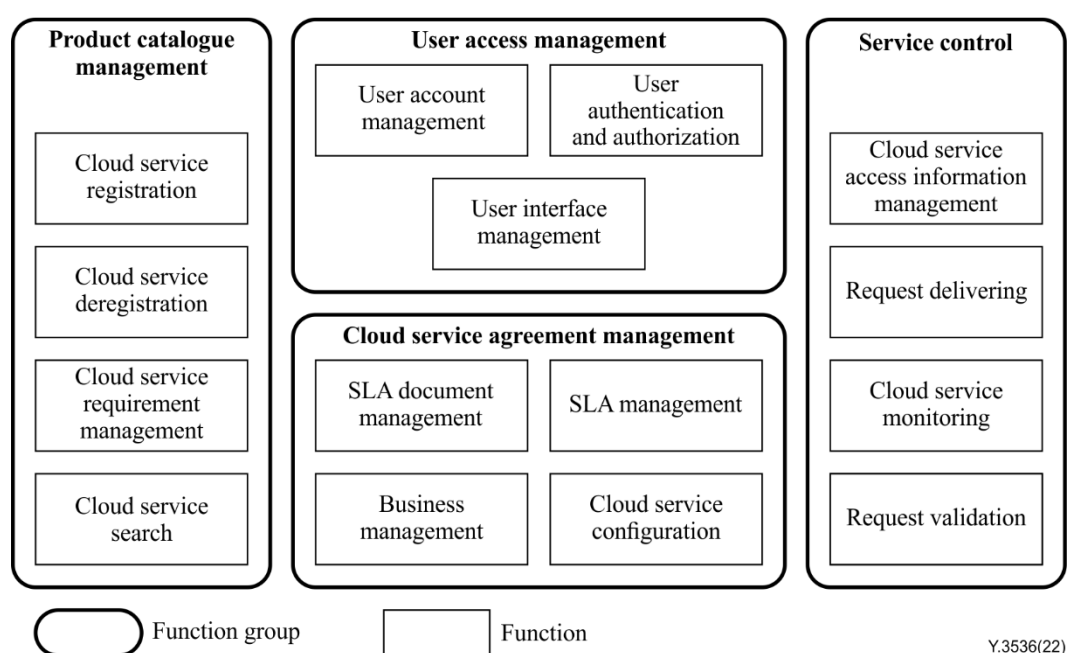 Product catalogue
management
Cloud service
registration
Cloud service
deregistration
Cloud service
requirement
management
Cloud service
search
User access management
User account
management
User
authentication
and authorization
User interface
management
Cloud service agreement management
SLA document
management
SLA management
Business
management
Cloud service
configuration
Service control
Cloud service
access information
management
Request delivering
Cloud service
monitoring
Request validation
Function group
Function
Y.3536(22)